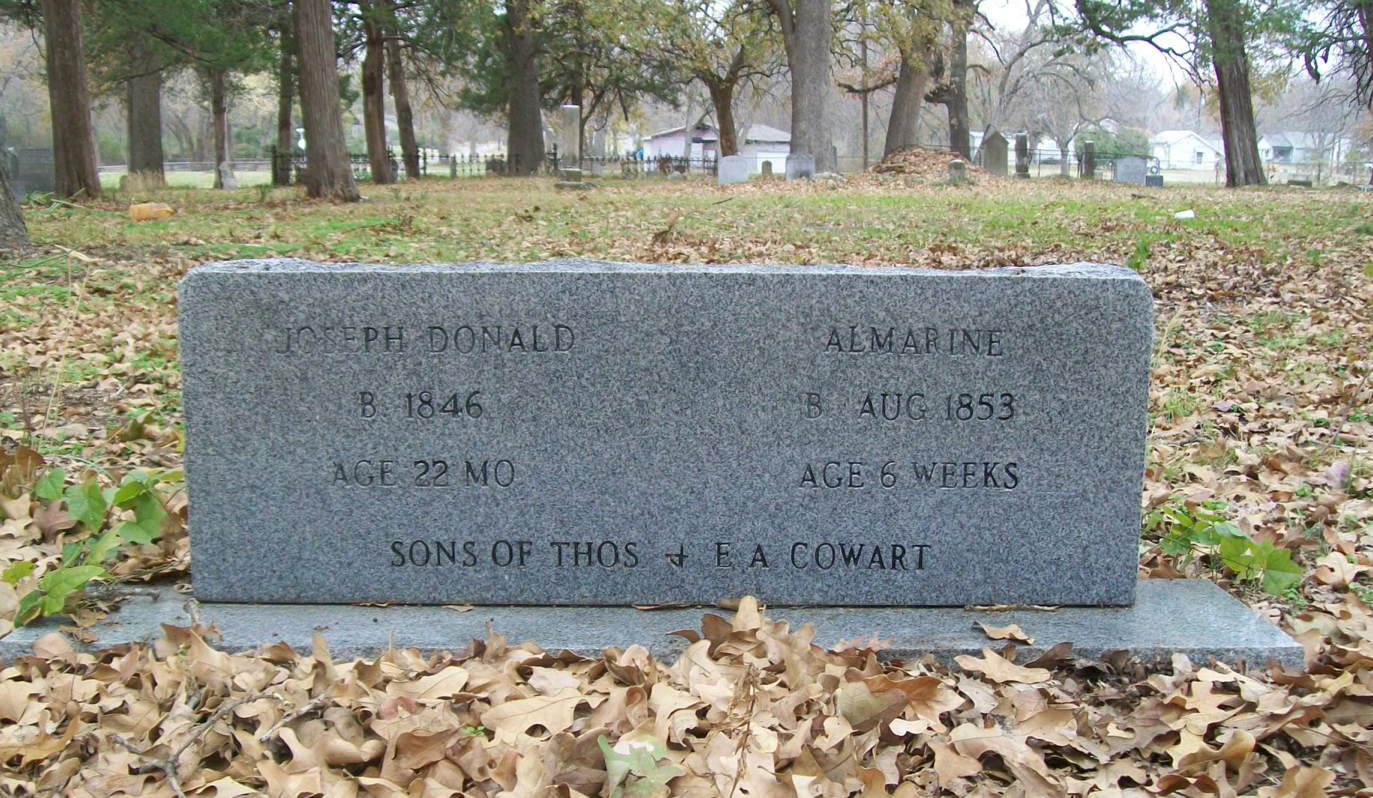 JOSEPH DONALD
B 1846
AGE 22 MO
ALMARINE
B AUG 1853
AGE 6 WEEKS
SONS OF THOS & E A COWART